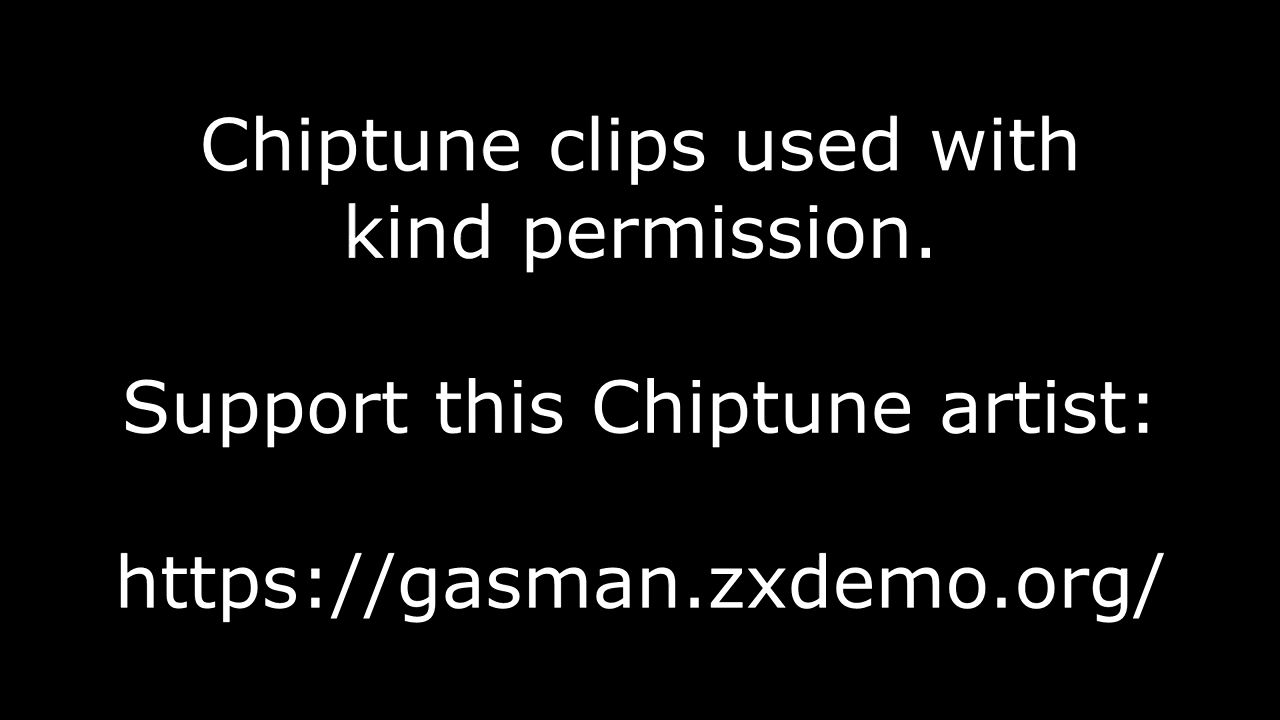 Chiptune clips used with
kind permission.
Support this Chiptune artist:
https://gasman.zxdemo.org/